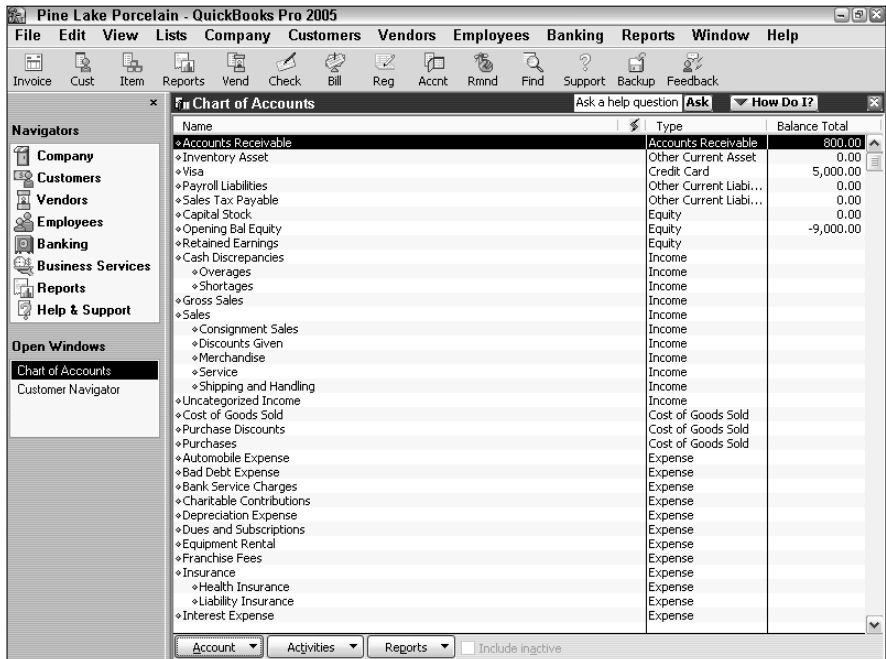 Pine Lake Porcelain - QuickBooks Pro 2005
File Edit View Lists Company Customers Vendors Employees Banking Reports Window Help
Invoice Cust Item Reports Vend Check Bill Reg Accnt Rmnd Find Support Backup Feedback
Chart of Accounts Ask a help question Ask How Do I?
Navigators
Company
Customers
Vendors
Employees
Banking
Business Services
Reports
Help & Support
Open Windows
Chart of Accounts
Customer Navigator
Name Type Balance Total
Accounts Receivable Accounts Receivable 800.00
Inventory Asset Other Current Asset 0.00
Visa Credit Card 5,000.00
Payroll Liabilities Other Current Liabi... 0.00
Sales Tax Payable Other Current Liabi... 0.00
Capital Stock Equity 0.00
Opening Bal Equity Equity -9,000.00
Retained Earnings Equity
Cash Discrepancies Income
Overages Income
Shortages Income
Gross Sales Income
Sales Income
Consignment Sales Income
Discounts Given Income
Merchandise Income
Service Income
Shipping and Handling Income
Uncategorized Income Income
Cost of Goods Sold Cost of Goods Sold
Purchase Discounts Cost of Goods Sold
Purchases Cost of Goods Sold
Automobile Expense Expense
Bad Debt Expense Expense
Bank Service Charges Expense
Charitable Contributions Expense
Depreciation Expense Expense
Dues and Subscriptions Expense
Equipment Rental Expense
Franchise Fees Expense
Insurance Expense
Health Insurance Expense
Liability Insurance Expense
Interest Expense Expense
Account Activities Reports Include inactive